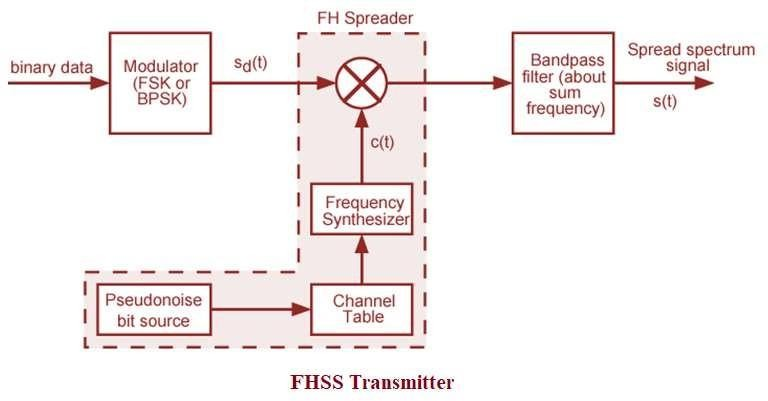 FH Spreader
binary data
Modulator
(FSK or
BPSK)
sd(t)
Bandpass
filter (about
sum
frequency)
Spread spectrum
signal
s(t)
c(t)
Frequency
Synthesizer
Pseudonoise
bit source
Channel
Table
FHSS Transmitter